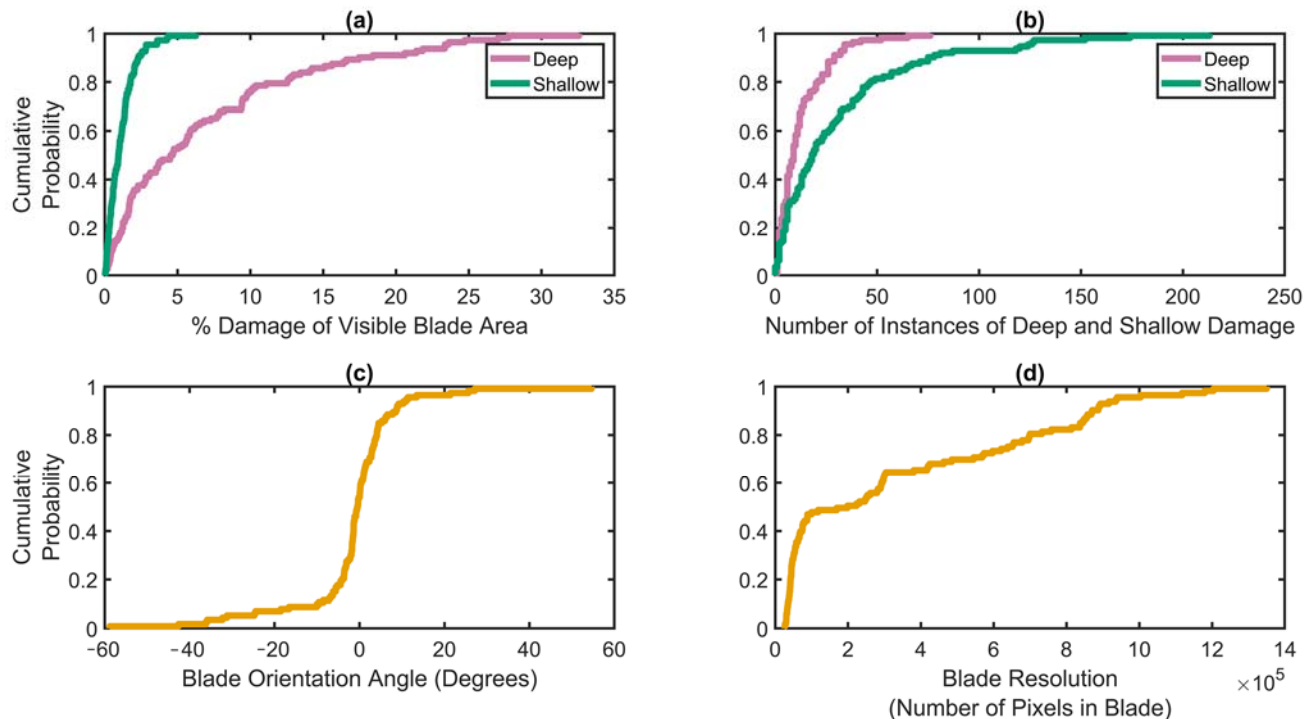 (a)
Cumulative
Probability
1
0.8
0.6
0.4
0.2
0
Deep
Shallow
0 5 10 15 20 25 30 35
% Damage of Visible Blade Area
(b)
1
0.8
0.6
0.4
0.2
0
Deep
Shallow
0 50 100 150 200 250
Number of Instances of Deep and Shallow Damage
(c)
Cumulative
Probability
1
0.8
0.6
0.4
0.2
0
-60 -40 -20 0 20 40 60
Blade Orientation Angle (Degrees)
(d)
1
0.8
0.6
0.4
0.2
0
0 2 4 6 8 10 12 14
Blade Resolution
×10⁵
(Number of Pixels in Blade)